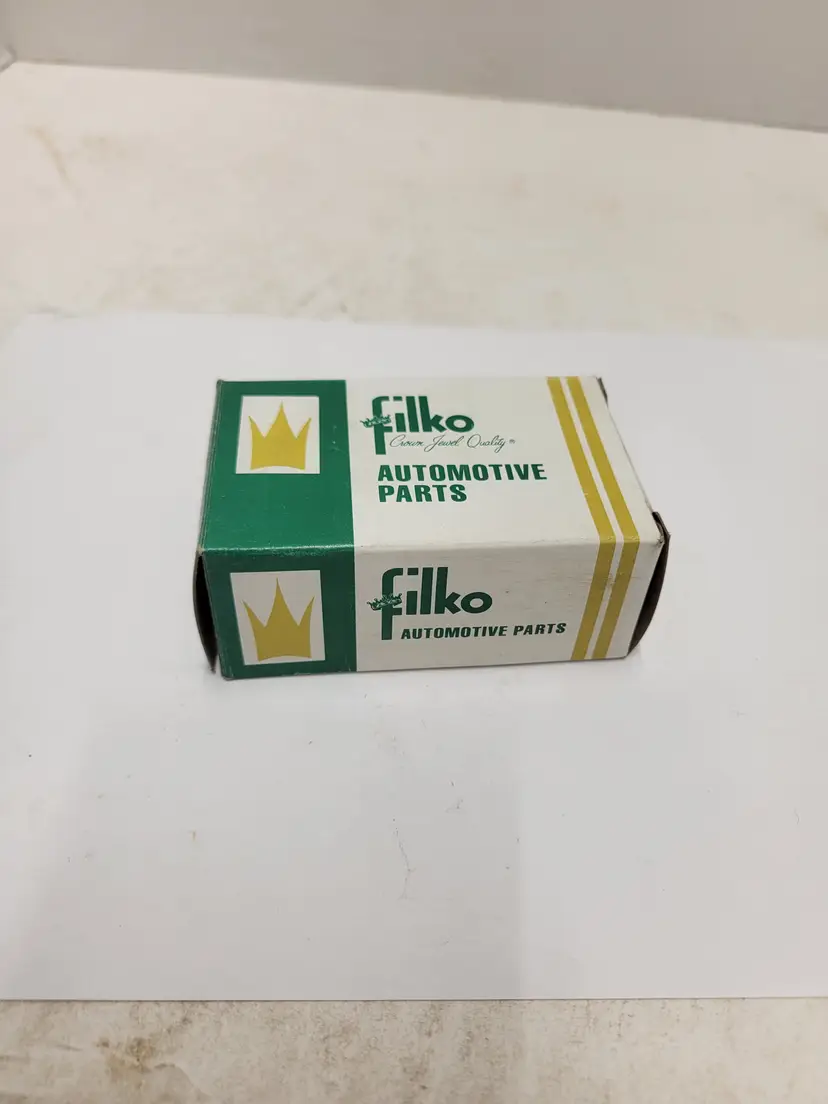 filko
Crown Jewel Quality®
AUTOMOTIVE
PARTS
filko
AUTOMOTIVE PARTS